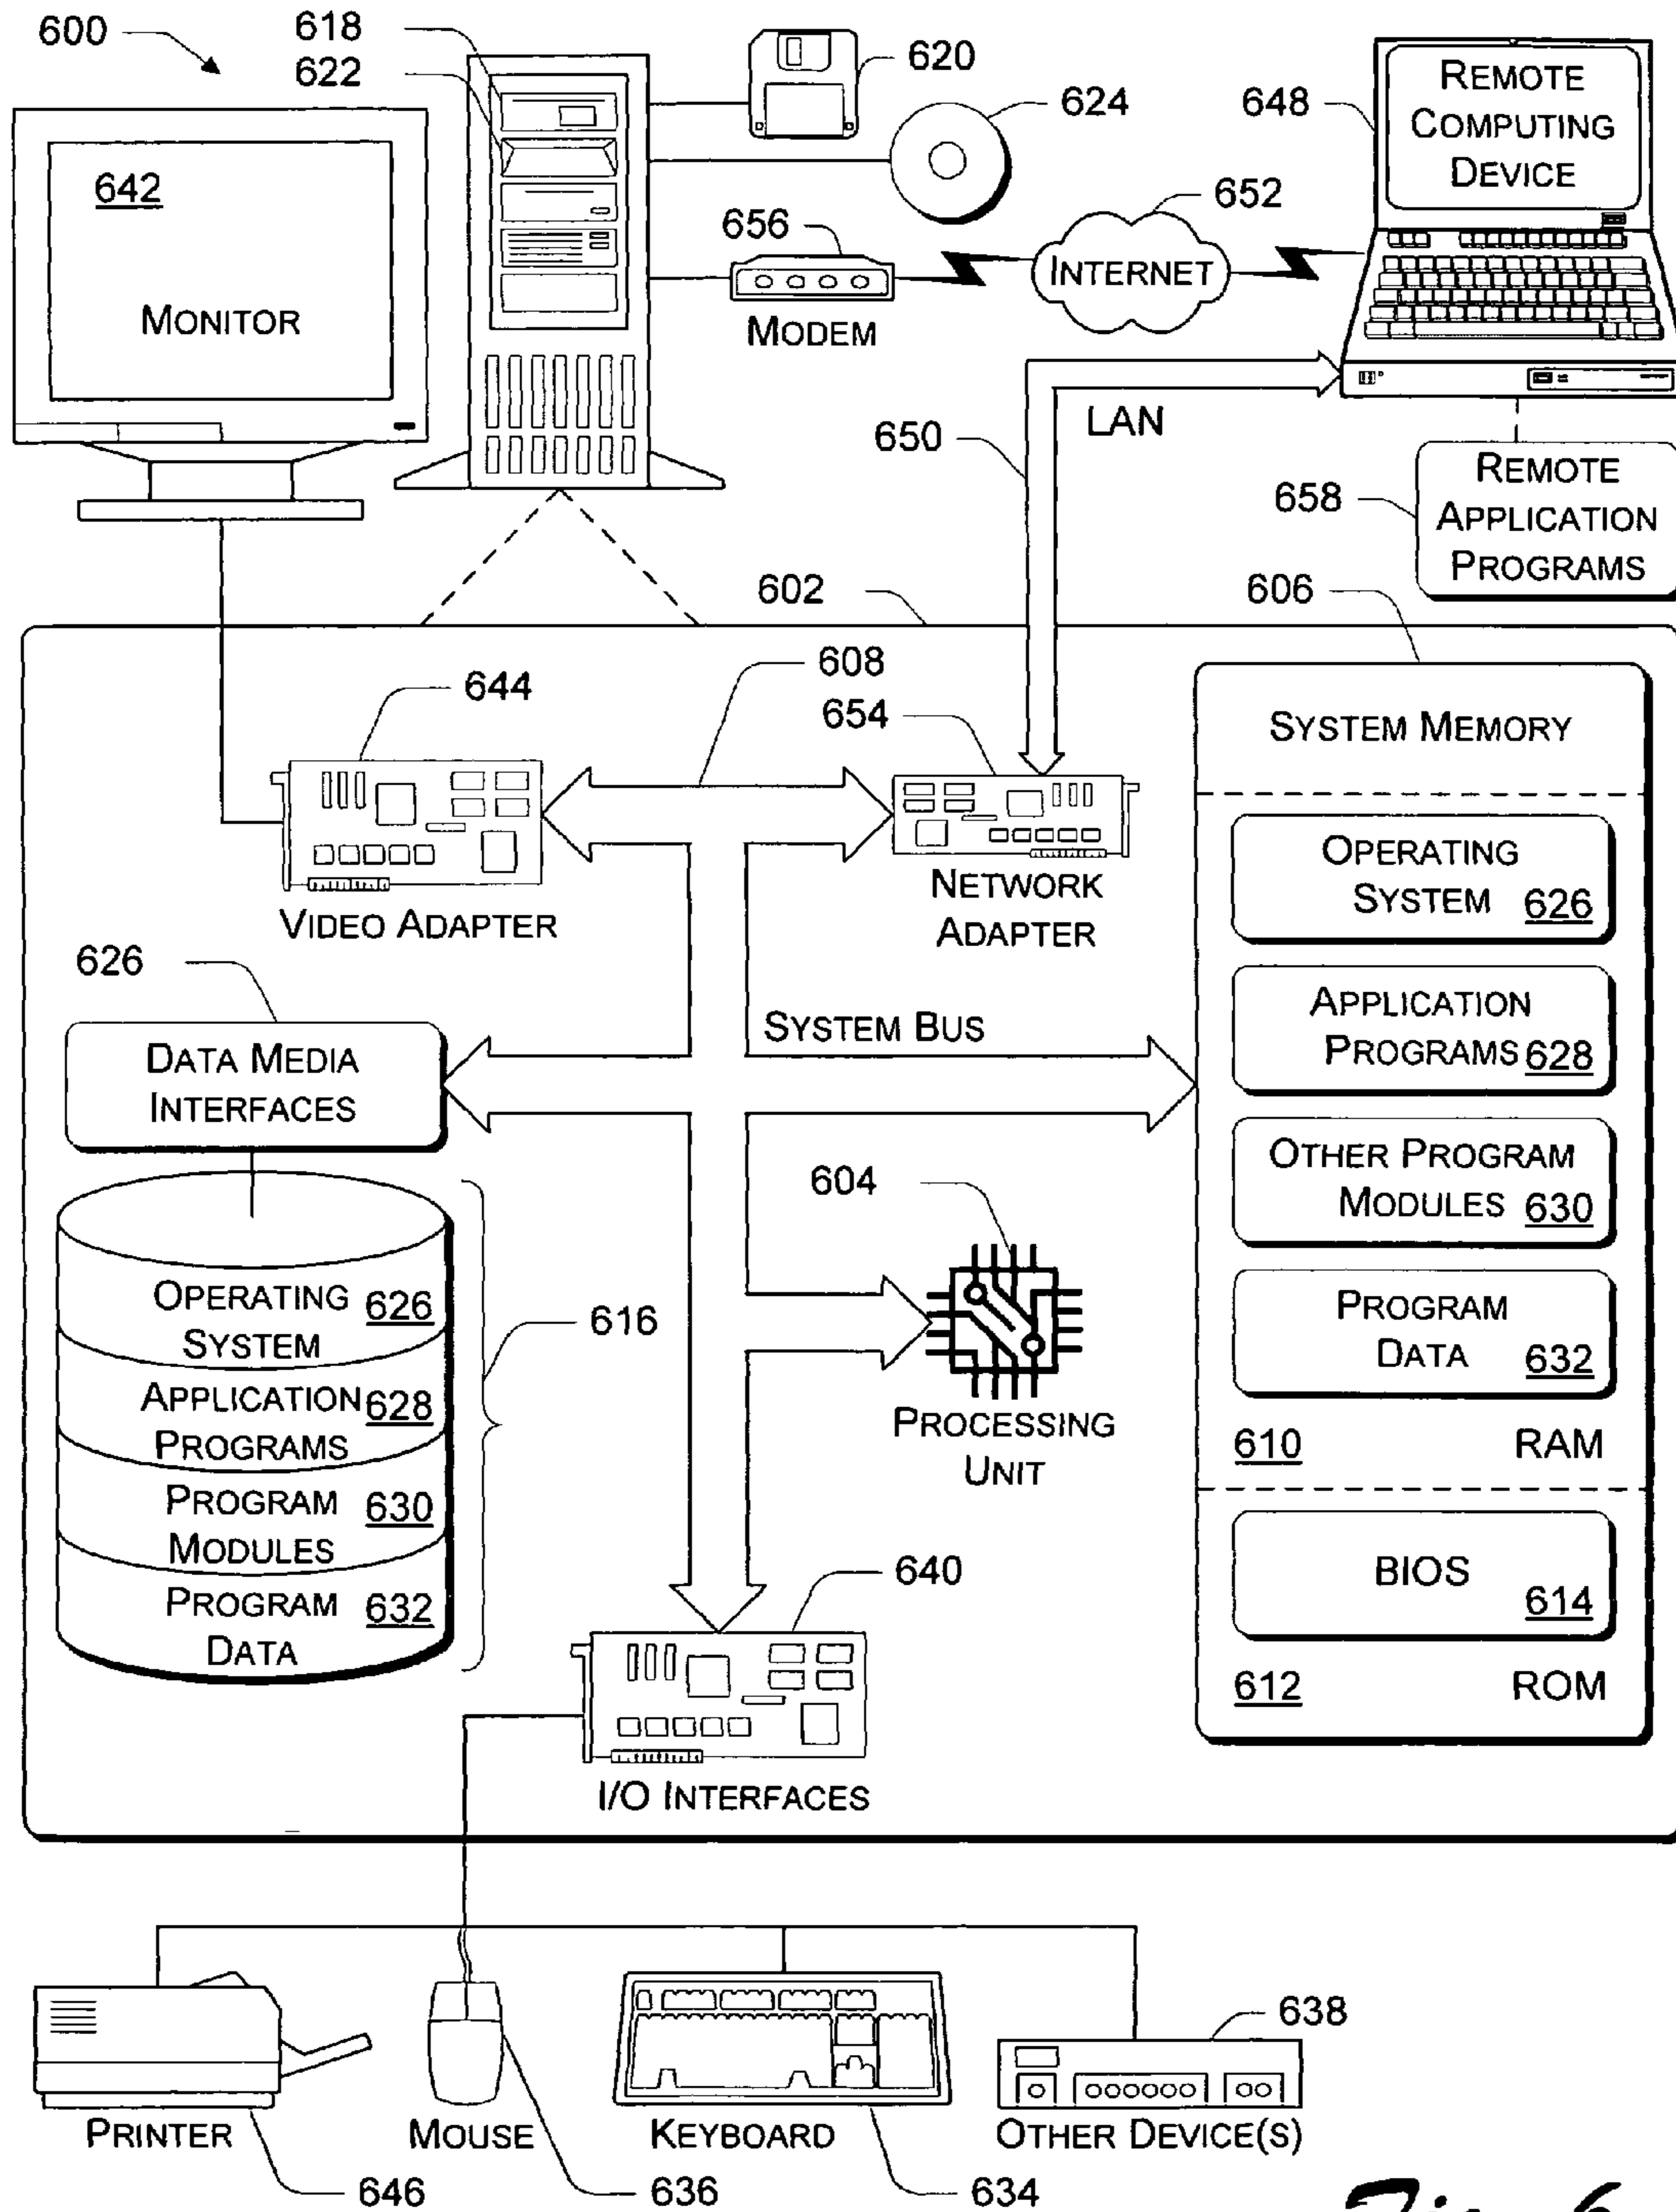 600
618
622
620
624
648
REMOTE
COMPUTING
DEVICE
642
MONITOR
656
MODEM
652
INTERNET
650
LAN
658
REMOTE
APPLICATION
PROGRAMS
602
606
608
644
654
VIDEO ADAPTER
NETWORK
ADAPTER
SYSTEM MEMORY
OPERATING
SYSTEM 626
APPLICATION
PROGRAMS 628
OTHER PROGRAM
MODULES 630
PROGRAM
DATA 632
610 RAM
BIOS
614
612 ROM
626
DATA MEDIA
INTERFACES
SYSTEM BUS
604
PROCESSING
UNIT
OPERATING 626
SYSTEM
APPLICATION 628
PROGRAMS
PROGRAM 630
MODULES
PROGRAM 632
DATA
616
640
I/O INTERFACES
638
PRINTER
MOUSE
KEYBOARD
OTHER DEVICE(S)
646
636
634
Fig. 6